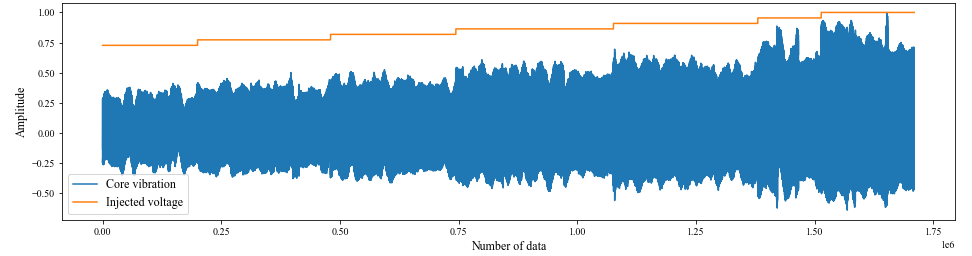 1.00
0.75
0.50
0.25
0.00
−0.25
−0.50
Amplitude
Core vibration
Injected voltage
0.00 0.25 0.50 0.75 1.00 1.25 1.50 1.75
Number of data
1e6